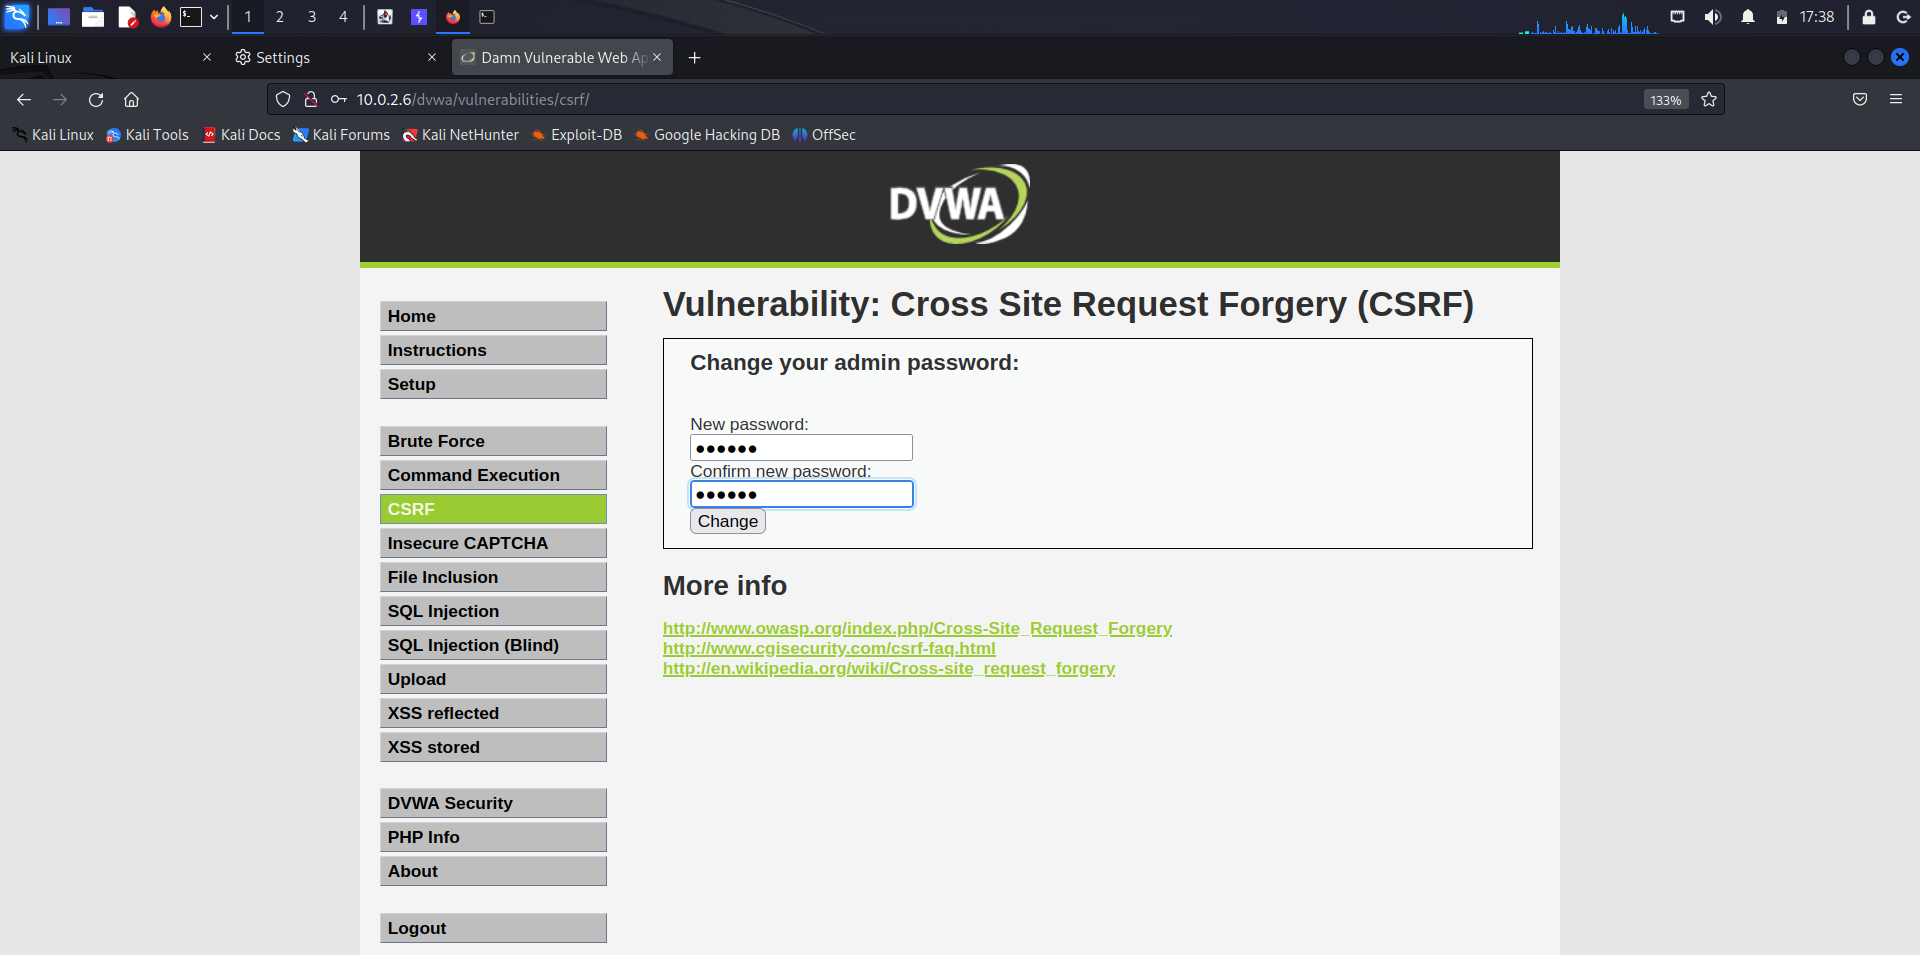 1 2 3 4 17:38
Kali Linux Settings Damn Vulnerable Web Ap
10.0.2.6/dvwa/vulnerabilities/csrf/ 133%
Kali Linux Kali Tools Kali Docs Kali Forums Kali NetHunter Exploit-DB Google Hacking DB OffSec
DVWA
Home
Instructions
Setup
Brute Force
Command Execution
CSRF
Insecure CAPTCHA
File Inclusion
SQL Injection
SQL Injection (Blind)
Upload
XSS reflected
XSS stored
DVWA Security
PHP Info
About
Logout
Vulnerability: Cross Site Request Forgery (CSRF)
Change your admin password:
New password:
●●●●●●
Confirm new password:
●●●●●●
Change
More info
http://www.owasp.org/index.php/Cross-Site_Request_Forgery
http://www.cgisecurity.com/csrf-faq.html
http://en.wikipedia.org/wiki/Cross-site_request_forgery